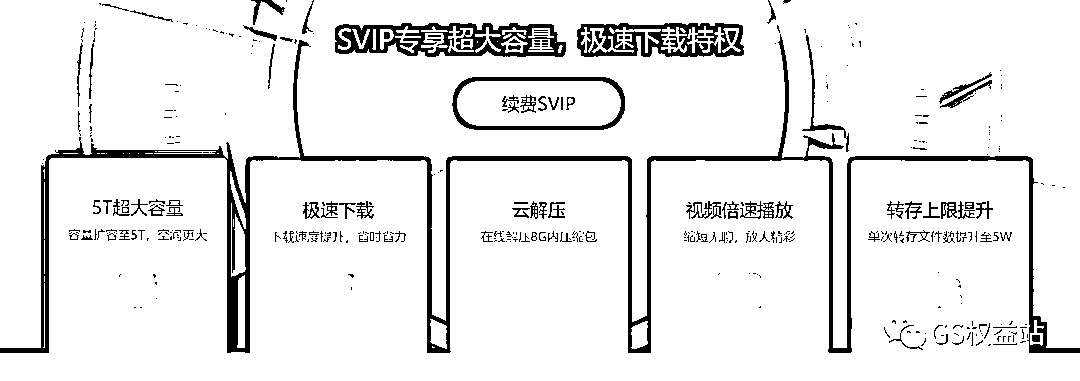 SVIP专享超大容量，极速下载特权
续费SVIP
5T超大容量
容量扩容至5T，空间更大
极速下载
下载速度提升，省时省力
云解压
在线解压8G内压缩包
视频倍速播放
缩短无聊，放大精彩
转存上限提升
单次转存文件数提升至5W
GS权益站